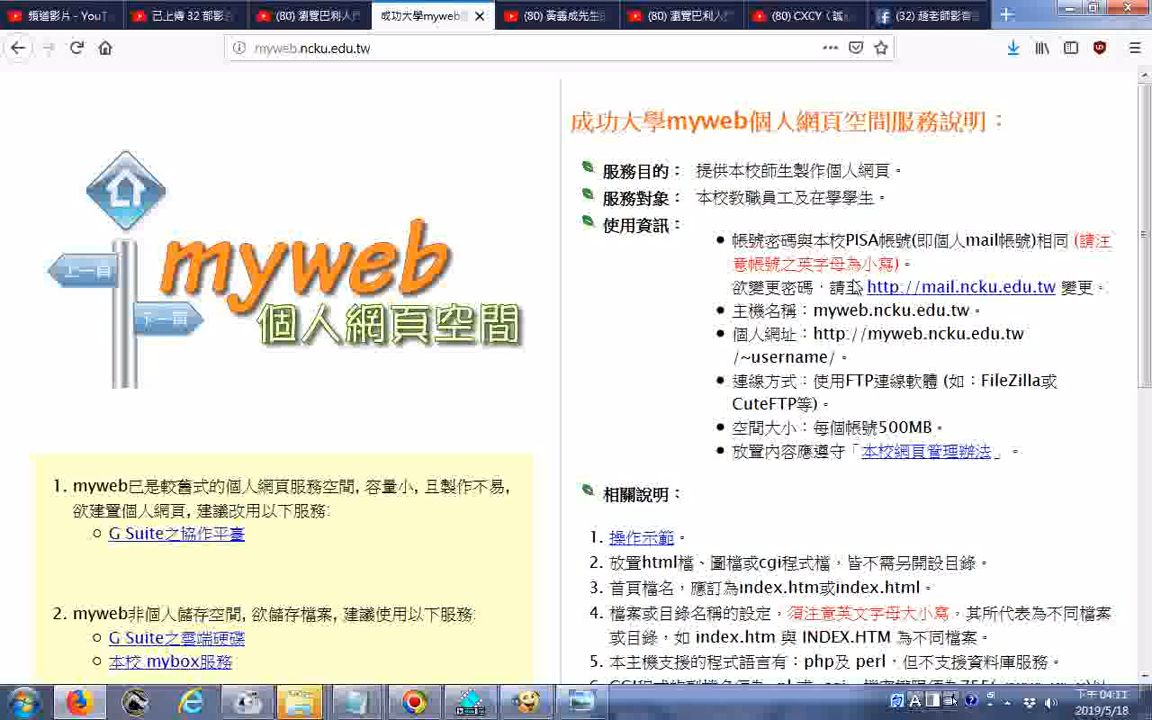 頻道影片 - YouT
已上傳 32 部影
(80) 瀏覽巴利人
成功大學myweb
(80) 黃養成先生
(80) 瀏覽巴利人
(80) CXCY
(32) 趙老師影音
myweb.ncku.edu.tw
成功大學myweb個人網頁空間服務說明：
服務目的： 提供本校師生製作個人網頁。
服務對象： 本校教職員工及在學學生。
使用資訊：
帳號密碼與本校PISA帳號(即個人mail帳號)相同 (請注
意帳號之英字母為小寫)。
欲變更密碼，請至 http://mail.ncku.edu.tw 變更。
主機名稱：myweb.ncku.edu.tw。
個人網址：http://myweb.ncku.edu.tw
/~username/。
連線方式：使用FTP連線軟體 (如：FileZilla或
CuteFTP等)。
空間大小：每個帳號500MB。
放置內容應遵守「本校網頁管理辦法」。
相關說明：
1. 操作示範。
2. 放置html檔、圖檔或cgi程式檔，皆不需另開設目錄。
3. 首頁檔名，應訂為index.htm或index.html。
4. 檔案或目錄名稱的設定，須注意英文字母大小寫，其所代表為不同檔案
或目錄，如 index.htm 與 INDEX.HTM 為不同檔案。
5. 本主機支援的程式語言有：php及 perl，但不支援資料庫服務。
上一頁
下一頁
myweb
個人網頁空間
1. myweb已是較舊式的個人網頁服務空間, 容量小, 且製作不易,
欲建置個人網頁, 建議改用以下服務:
G Suite之協作平臺
2. myweb非個人儲存空間, 欲儲存檔案, 建議使用以下服務:
G Suite之雲端硬碟
本校 mybox服務
下午 04:11
2019/5/18